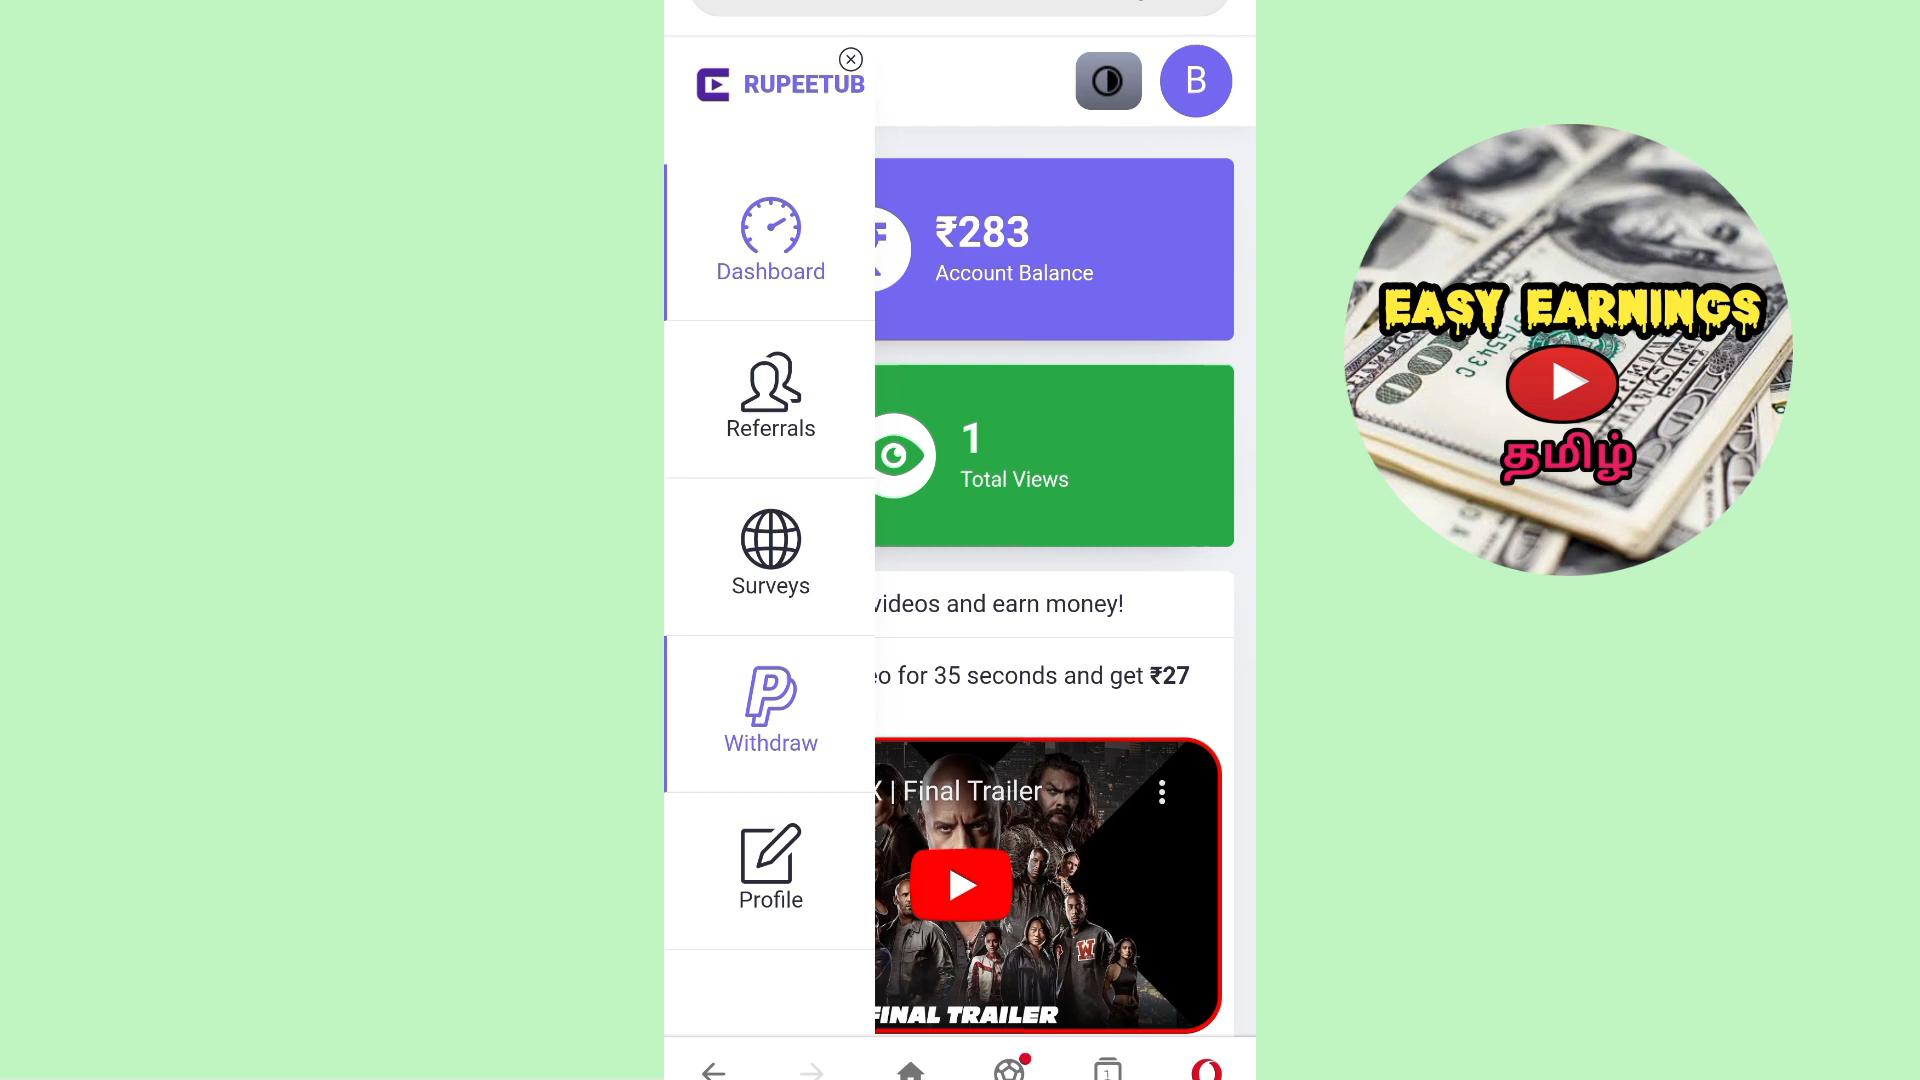 RUPEETUB
B
Dashboard
Referrals
Surveys
Withdraw
Profile
₹283
Account Balance
1
Total Views
videos and earn money!
for 35 seconds and get ₹27
X | Final Trailer
FINAL TRAILER
W
1
EASY EARNINGS
தமிழ்